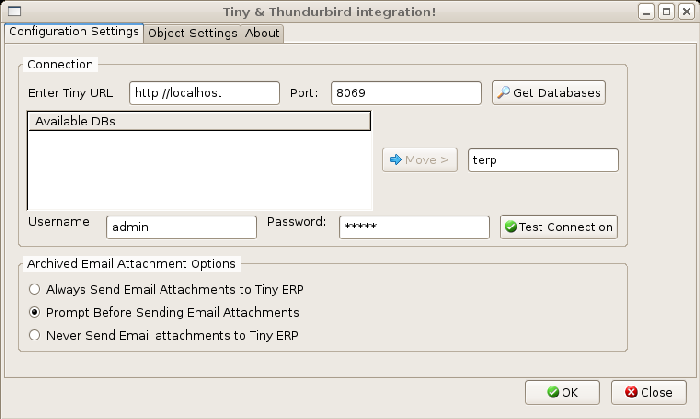 Tiny & Thundurbird integration!
Configuration Settings Object Settings About
Connection
Enter Tiny URL http://localhost Port: 8069 Get Databases
Available DBs
Move > terp
Username admin Password: ***** Test Connection
Archived Email Attachment Options
Always Send Email Attachments to Tiny ERP
Prompt Before Sending Email Attachments
Never Send Email attachments to Tiny ERP
OK Close